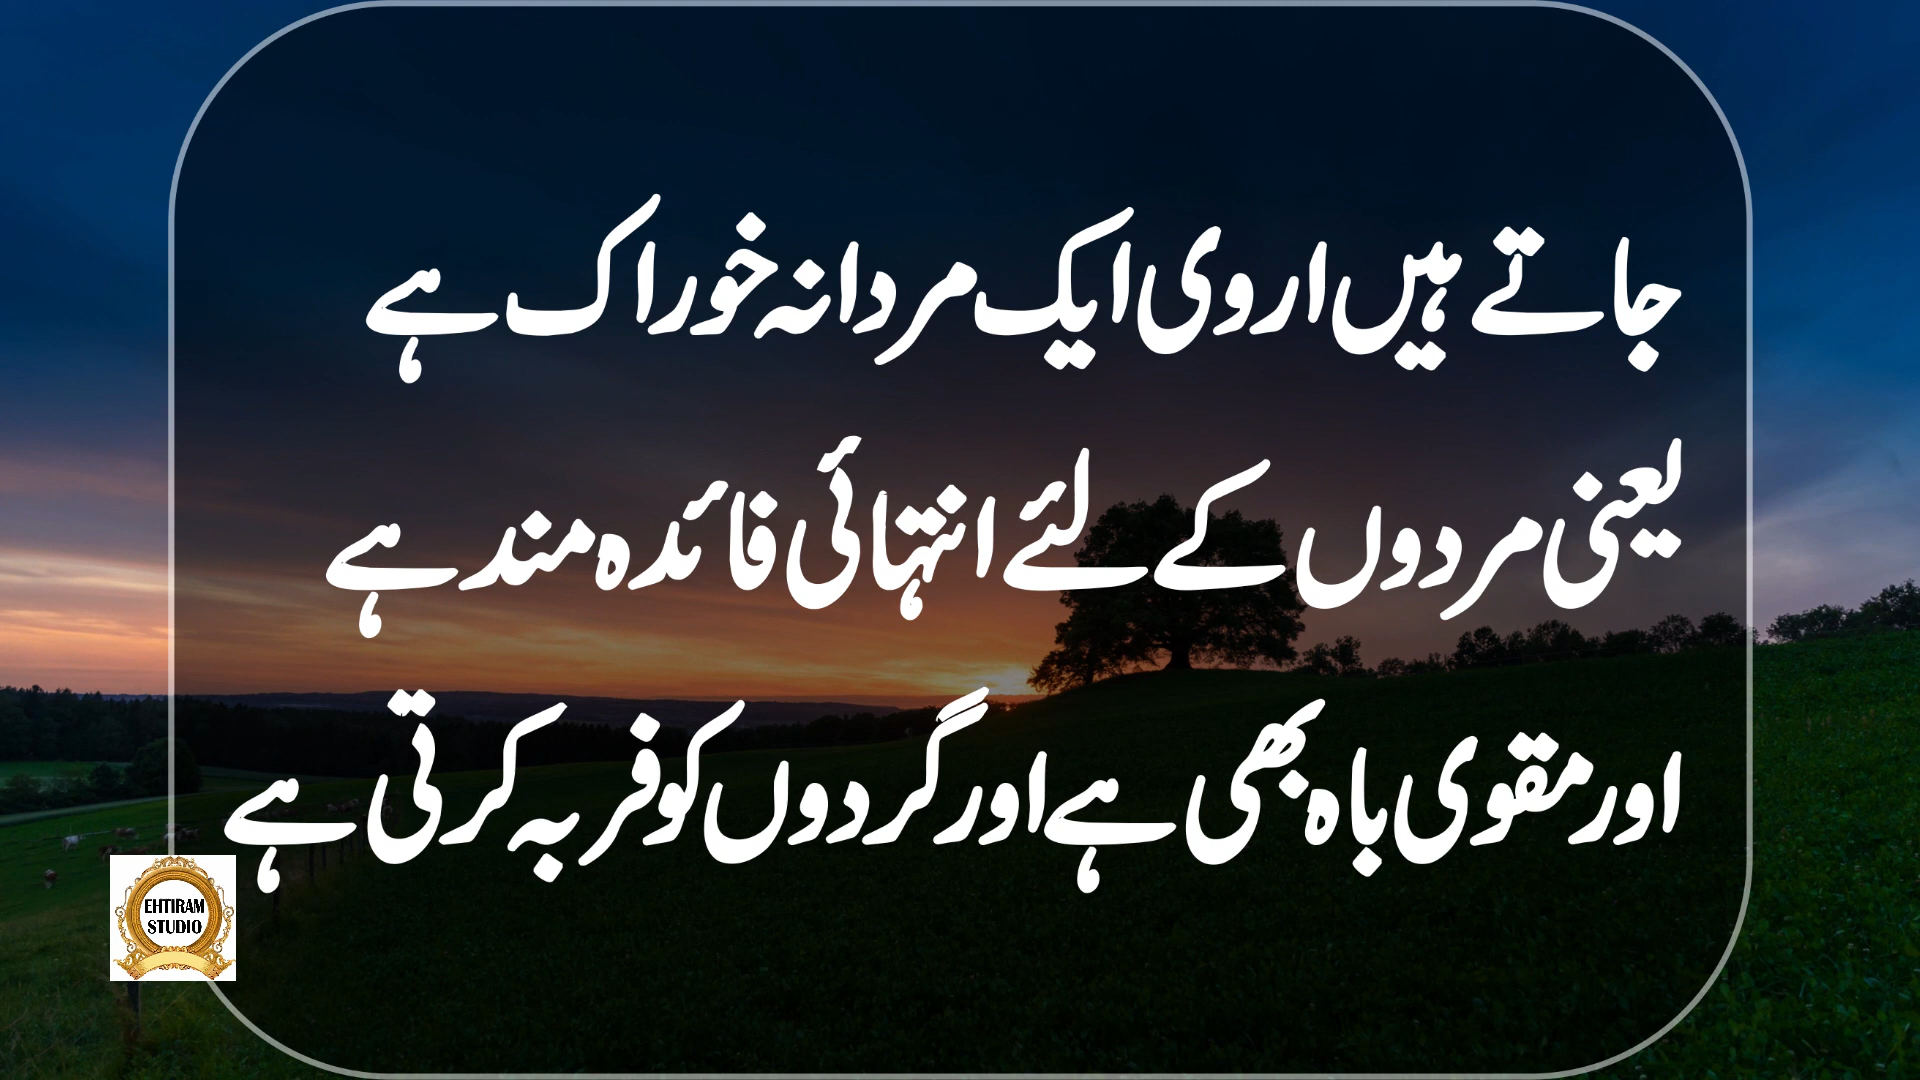 جاتے ہیں اروی ایک مردانہ خوراک ہے
یعنی مردوں کے لئے انتہائی فائدہ مند ہے
اور مقوی باہ بھی ہے اور گردوں کو فربہ کرتی ہے
EHTIRAM
STUDIO